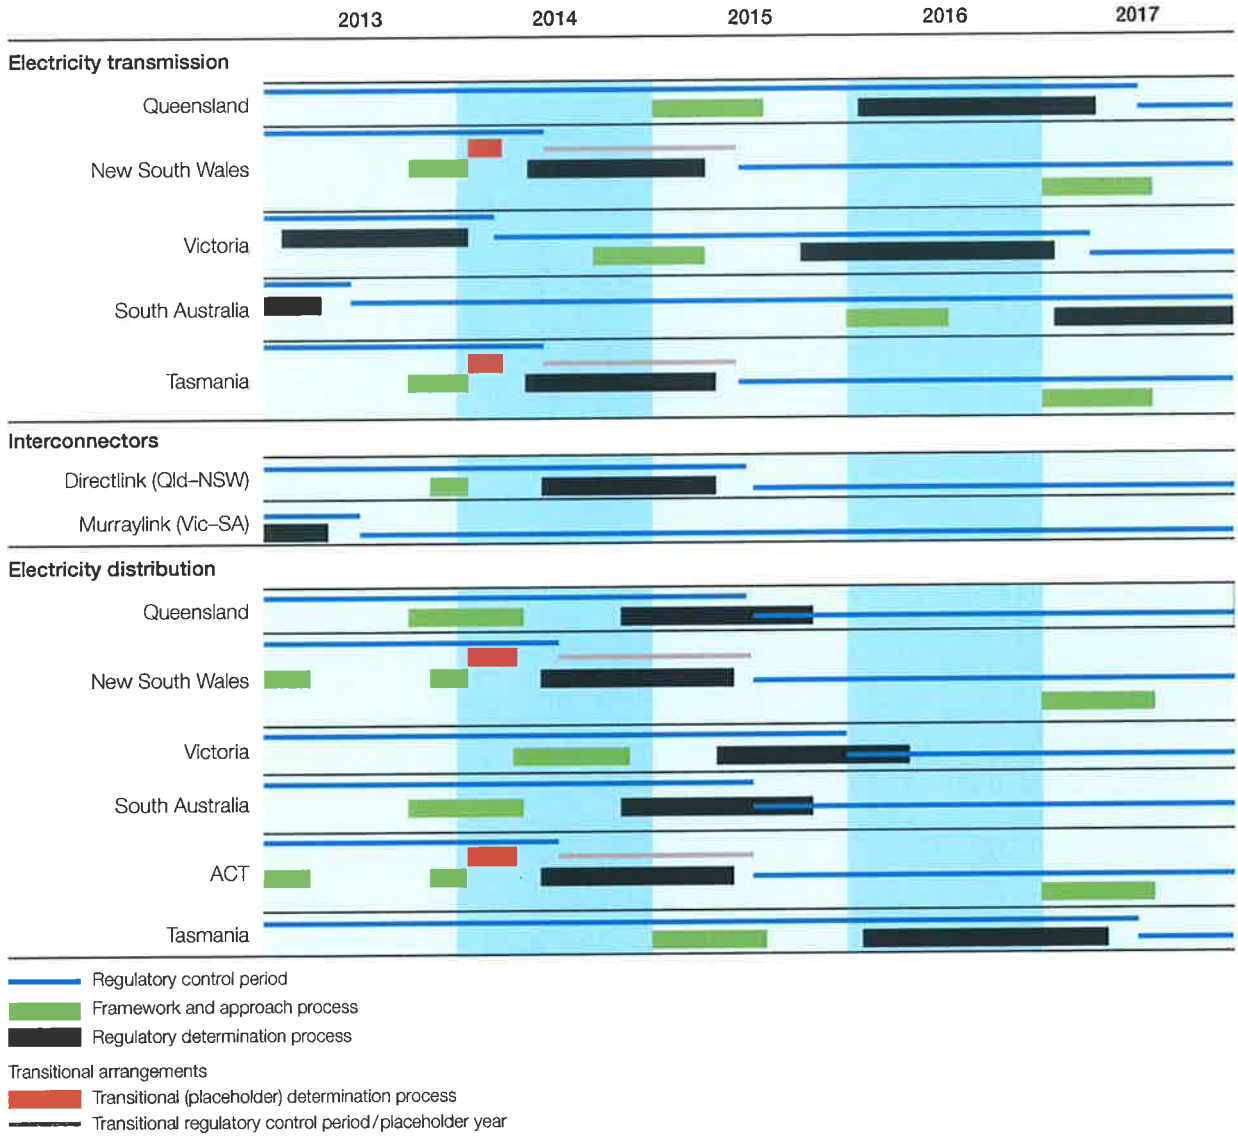 2013 2014 2015 2016 2017
Electricity transmission
Queensland
New South Wales
Victoria
South Australia
Tasmania
Interconnectors
Directlink (Qld–NSW)
Murraylink (Vic–SA)
Electricity distribution
Queensland
New South Wales
Victoria
South Australia
ACT
Tasmania
Regulatory control period
Framework and approach process
Regulatory determination process
Transitional arrangements
Transitional (placeholder) determination process
Transitional regulatory control period/placeholder year